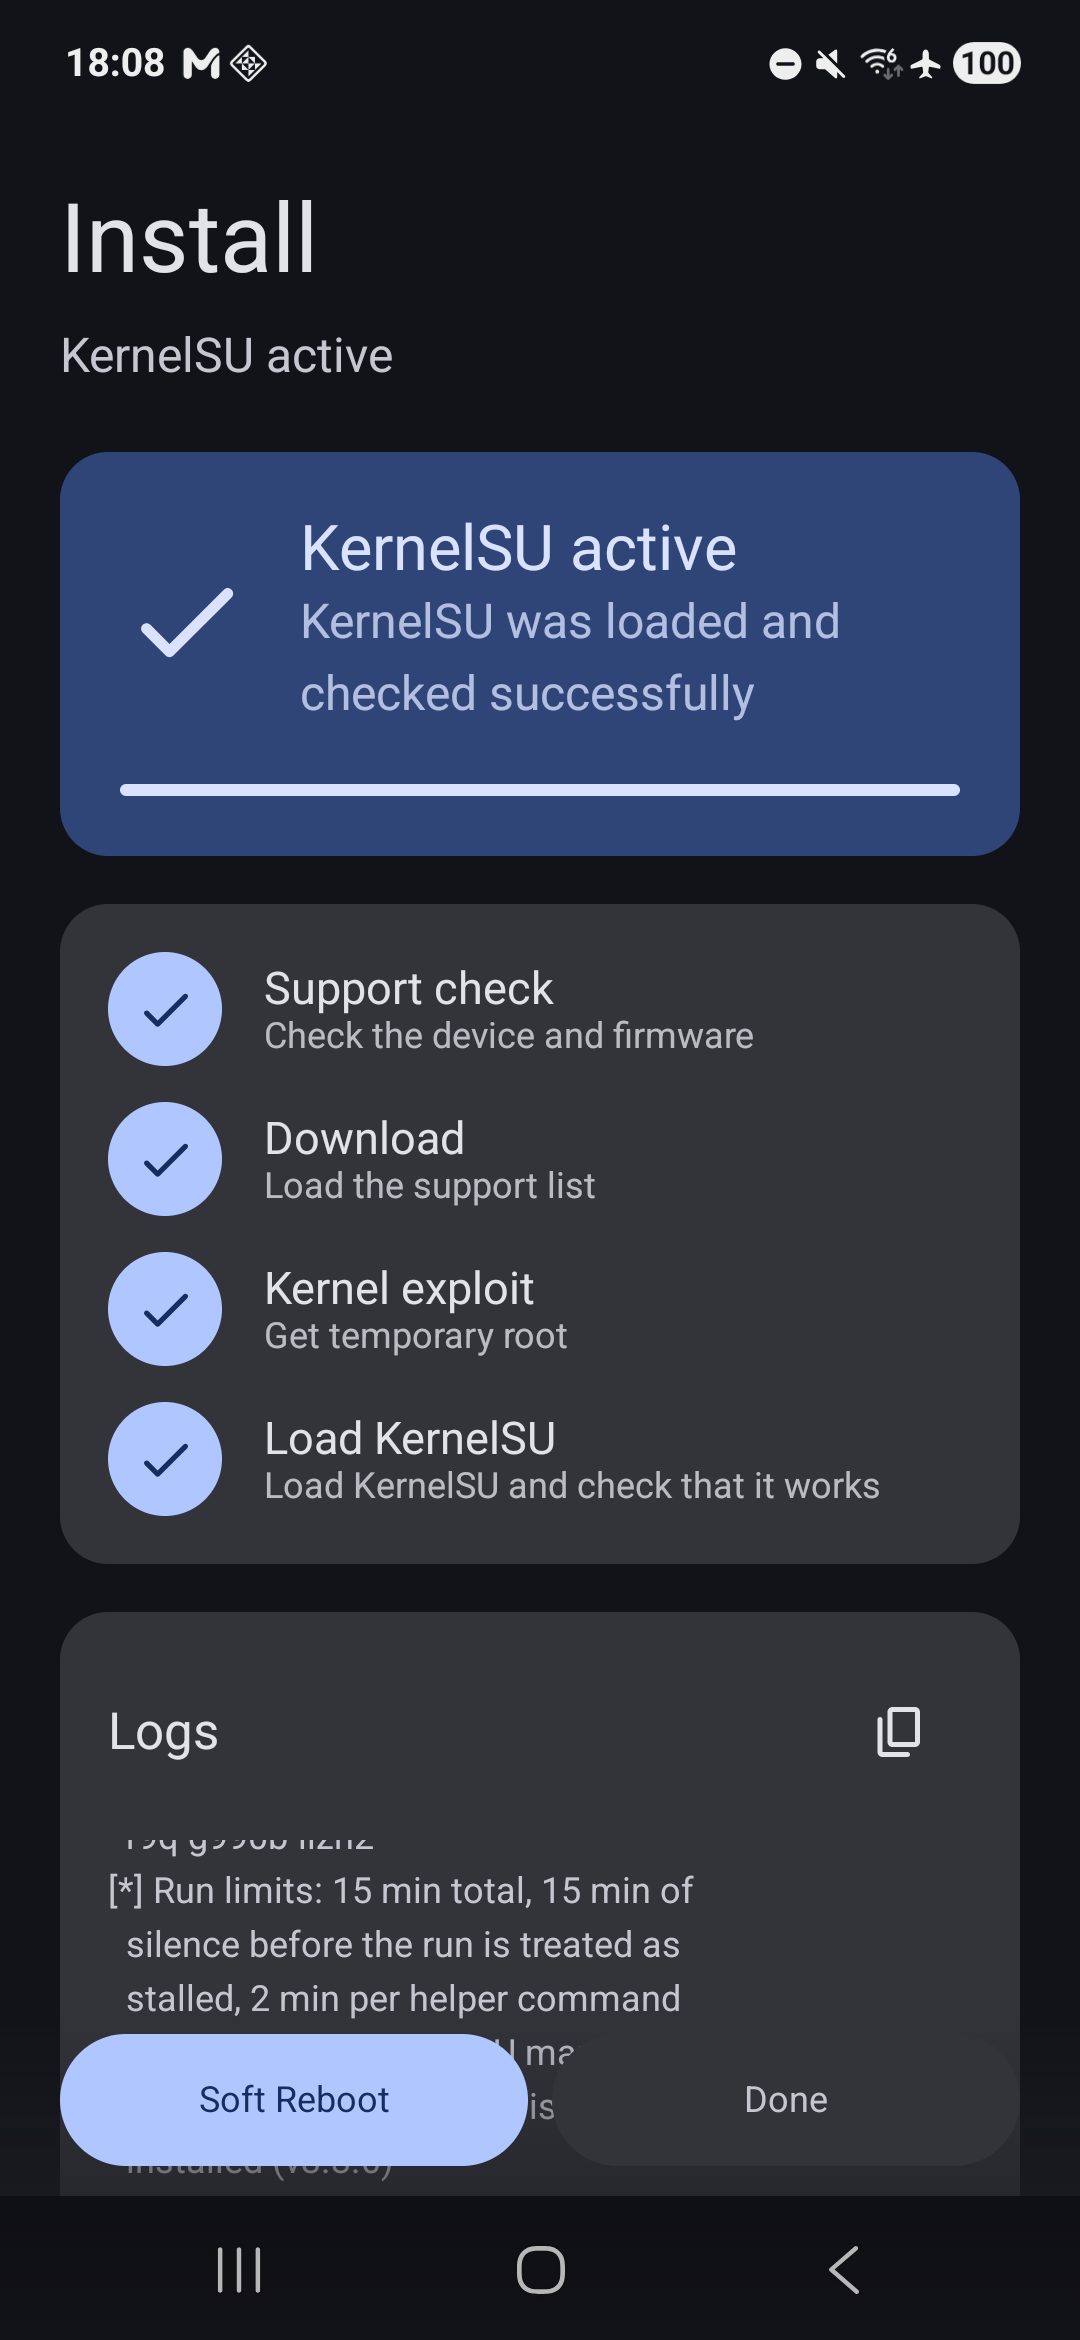 18:08
6
100
Install
KernelSU active
KernelSU active
KernelSU was loaded and
checked successfully
Support check
Check the device and firmware
Download
Load the support list
Kernel exploit
Get temporary root
Load KernelSU
Load KernelSU and check that it works
Logs
[*] Run limits: 15 min total, 15 min of
silence before the run is treated as
stalled, 2 min per helper command
is
Soft Reboot
Done